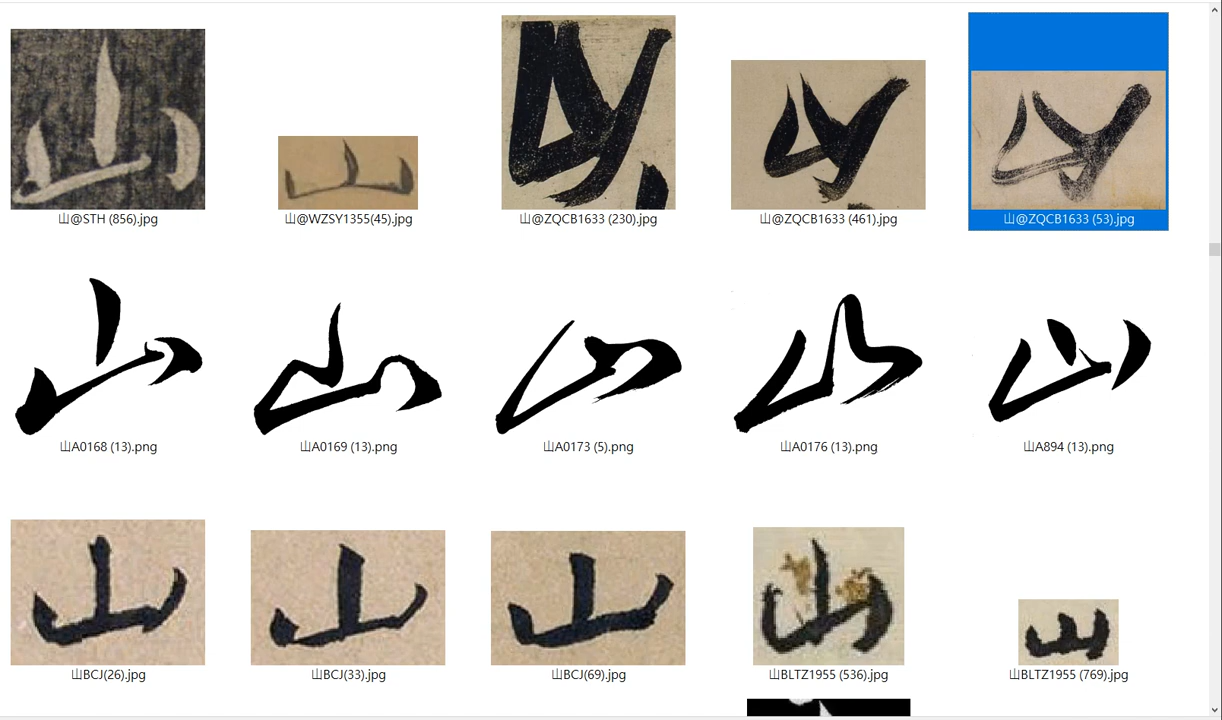 山 山 山 山 山
山@STH (856).jpg 山@WZSY1355(45).jpg 山@ZQCB1633 (230).jpg 山@ZQCB1633 (461).jpg 山@ZQCB1633 (53).jpg
山 山 山 山 山
山A0168 (13).png 山A0169 (13).png 山A0173 (5).png 山A0176 (13).png 山A894 (13).png
山 山 山 山 山
山BCJ(26).jpg 山BCJ(33).jpg 山BCJ(69).jpg 山BLTZ1955 (536).jpg 山BLTZ1955 (769).jpg